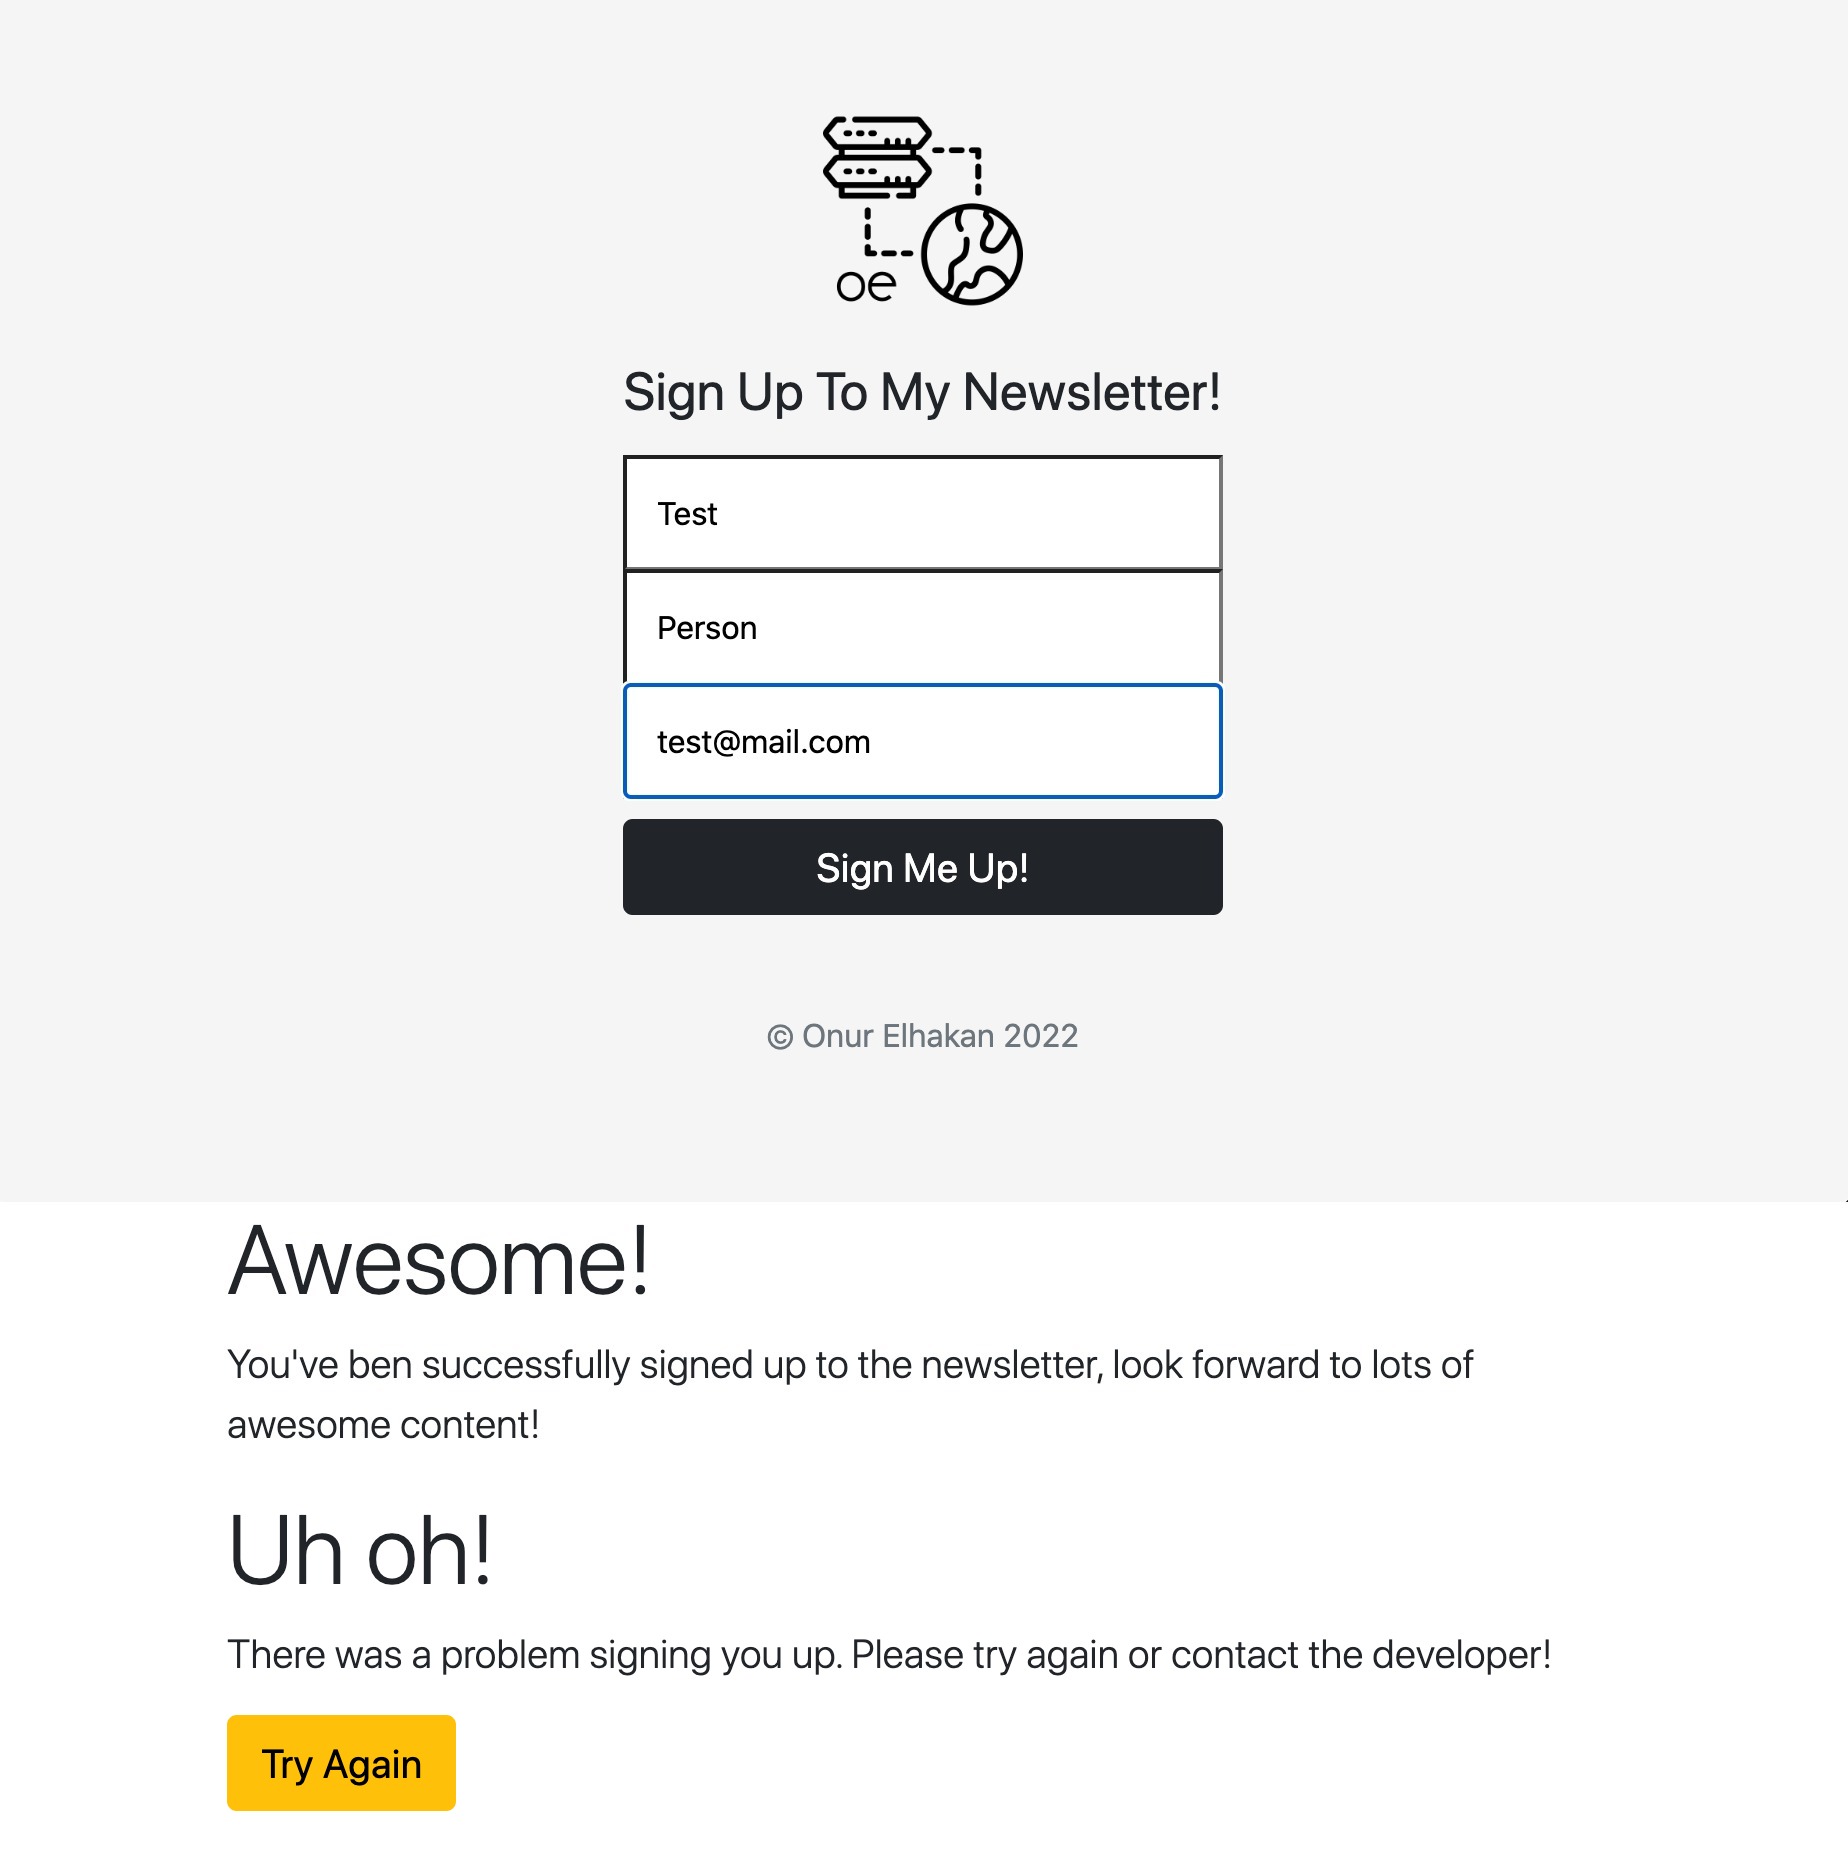 oe
Sign Up To My Newsletter!
Test
Person
test@mail.com
Sign Me Up!
© Onur Elhakan 2022
Awesome!
You've ben successfully signed up to the newsletter, look forward to lots of
awesome content!
Uh oh!
There was a problem signing you up. Please try again or contact the developer!
Try Again